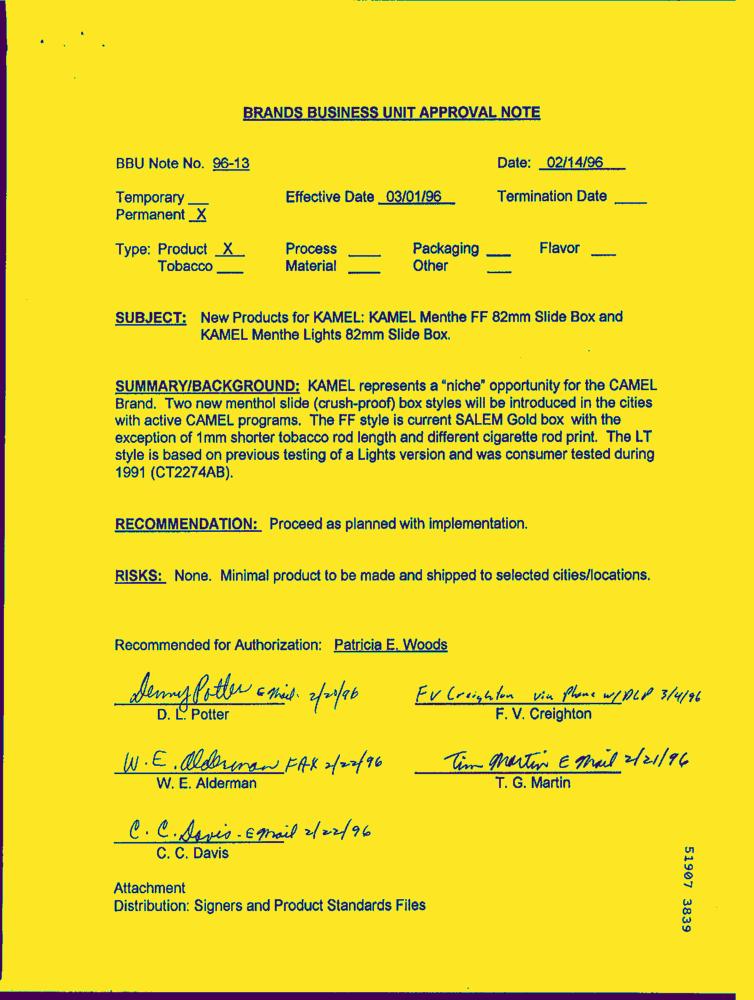 BRANDS BUSINESS UNIT APPROVAL NOTE
BBU Note No. 96-13 Date: 02/14/96
Temporary __ Effective Date 03/01/96 Termination Date ____
Permanent X
Type: Product X Process ____ Packaging ___ Flavor ___
Tobacco ___ Material ____ Other ___
SUBJECT: New Products for KAMEL: KAMEL Menthe FF 82mm Slide Box and
KAMEL Menthe Lights 82mm Slide Box.
SUMMARY/BACKGROUND: KAMEL represents a "niche" opportunity for the CAMEL
Brand. Two new menthol slide (crush-proof) box styles will be introduced in the cities
with active CAMEL programs. The FF style is current SALEM Gold box with the
exception of 1mm shorter tobacco rod length and different cigarette rod print. The LT
style is based on previous testing of a Lights version and was consumer tested during
1991 (CT2274AB).
RECOMMENDATION: Proceed as planned with implementation.
RISKS: None. Minimal product to be made and shipped to selected cities/locations.
Recommended for Authorization: Patricia E. Woods
Denny Potter Email. 2/20/96 FV Creighton via Phone w/DLP 3/4/96
D. L. Potter F. V. Creighton
W. E. Alderman FAX 2/22/96 Tim Martin E Mail 2/21/96
W. E. Alderman T. G. Martin
C. C. Davis - Email 2/22/96
C. C. Davis
Attachment
Distribution: Signers and Product Standards Files
51907 3839